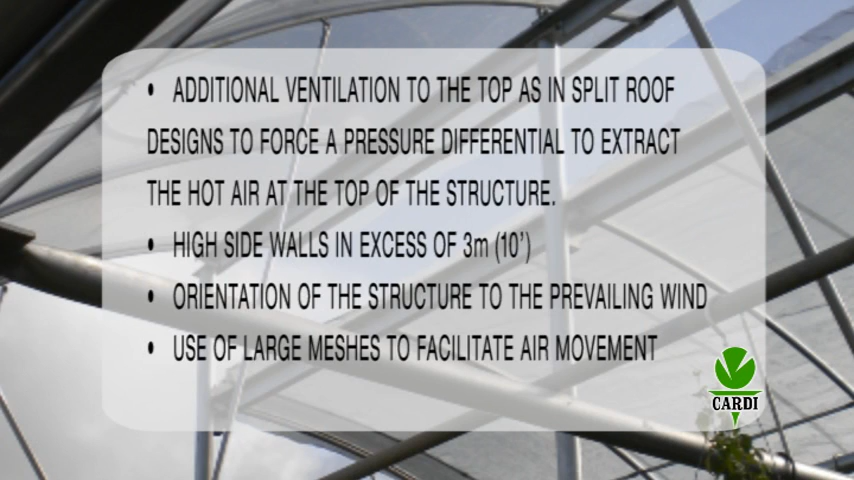 • ADDITIONAL VENTILATION TO THE TOP AS IN SPLIT ROOF
DESIGNS TO FORCE A PRESSURE DIFFERENTIAL TO EXTRACT
THE HOT AIR AT THE TOP OF THE STRUCTURE.
• HIGH SIDE WALLS IN EXCESS OF 3m (10’)
• ORIENTATION OF THE STRUCTURE TO THE PREVAILING WIND
• USE OF LARGE MESHES TO FACILITATE AIR MOVEMENT
CARDI